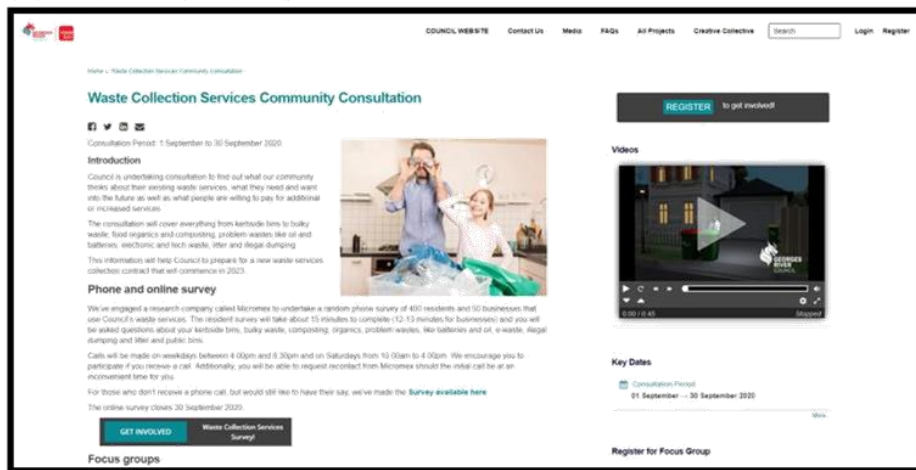 GEORGES RIVER
COUNCIL WEBSITE Contact Us Media FAQs All Projects Creative Collective Search Login Register
Home » Waste Collection Services Community Consultation
Waste Collection Services Community Consultation
REGISTER to get involved!
Consultation Period: 1 September to 30 September 2020
Introduction
Council is undertaking consultation to find out what our community
thinks about their existing waste services, what they need and want
into the future as well as what people are willing to pay for additional
or increased services.
The consultation will cover everything from kerbside bins to bulky
waste, food organics and composting, problem wastes like oil and
batteries, electronic and tech waste, litter and illegal dumping.
This information will help Council to prepare for a new waste services
collection contract that will commence in 2023.
Phone and online survey
We've engaged a research company called Micromex to undertake a random phone survey of 400 residents and 50 businesses that
use Council's waste services. The resident survey will take about 15 minutes to complete (12-13 minutes for businesses) and you will
be asked questions about your kerbside bins, bulky waste, composting, organics, problem wastes, like batteries and oil, e-waste, illegal
dumping and litter and public bins.
Calls will be made on weekdays between 4.00pm and 8.30pm and on Saturdays from 10.00am to 4.00pm. We encourage you to
participate if you receive a call. Additionally, you will be able to request recontact from Micromex should the initial call be at an
inconvenient time for you.
For those who don't receive a phone call, but would still like to have their say, we've made the Survey available here.
The online survey closes 30 September 2020.
GET INVOLVED Waste Collection Services
Survey!
Focus groups
Videos
GEORGES
RIVER
COUNCIL
0:00 / 0:45 Stopped
Key Dates
Consultation Period
01 September → 30 September 2020
More..
Register for Focus Group